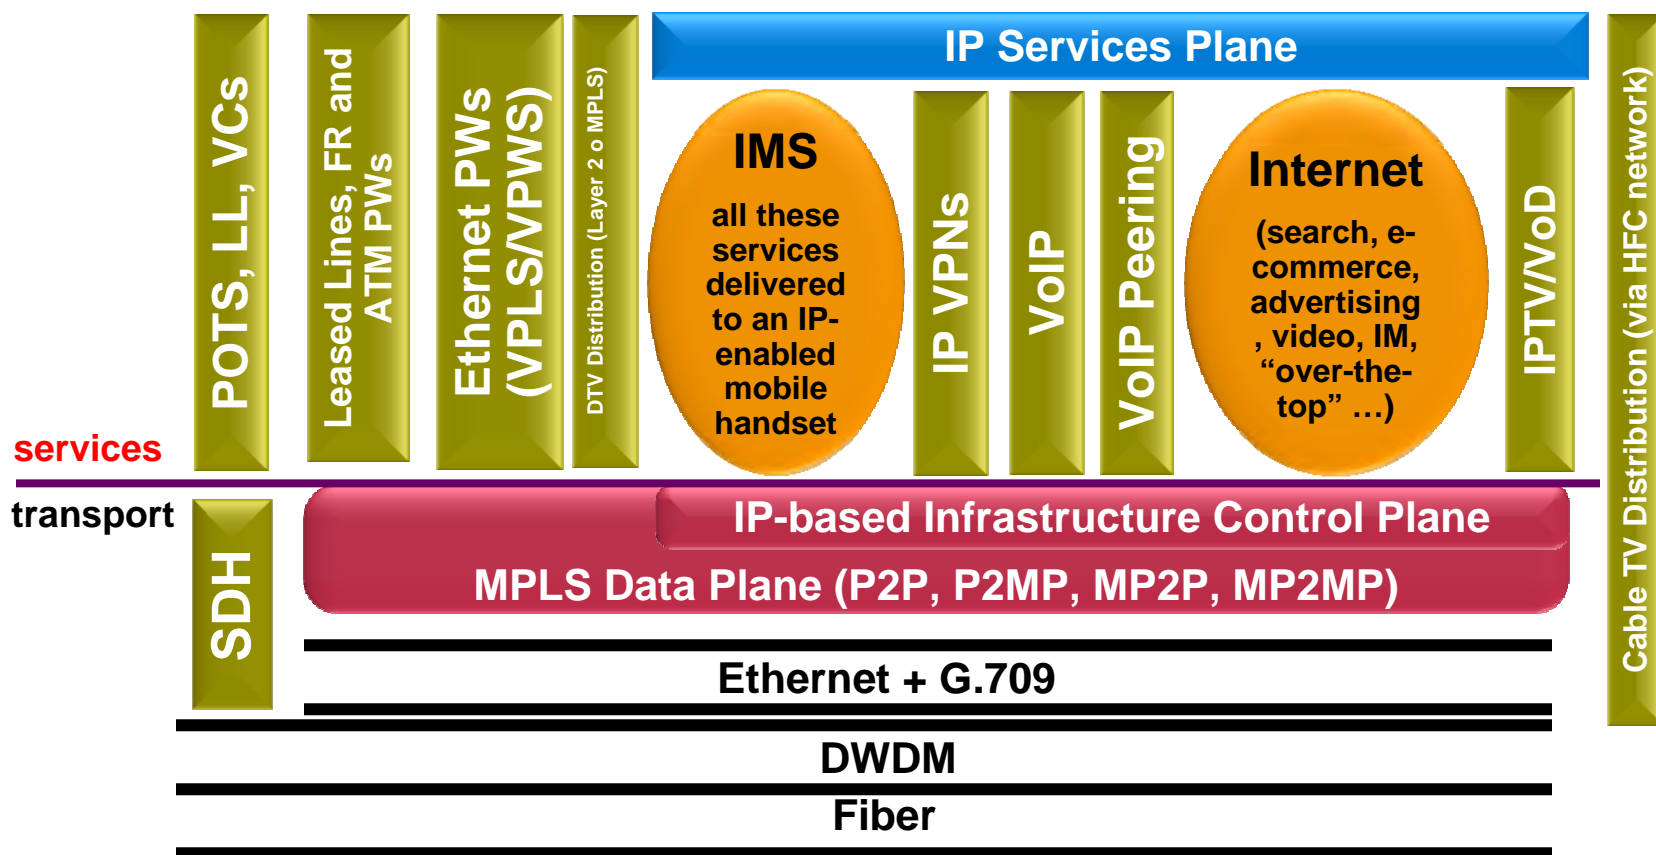 POTS, LL, VCs
Leased Lines, FR and
ATM PWs
Ethernet PWs
(VPLS/VPWS)
DTV Distribution (Layer 2 o MPLS)
IP Services Plane
IMS
all these
services
delivered
to an IP-
enabled
mobile
handset
IP VPNs
VoIP
VoIP Peering
Internet
(search, e-
commerce,
advertising
, video, IM,
“over-the-
top” …)
IPTV/VoD
Cable TV Distribution (via HFC network)
services
transport
SDH
IP-based Infrastructure Control Plane
MPLS Data Plane (P2P, P2MP, MP2P, MP2MP)
Ethernet + G.709
DWDM
Fiber